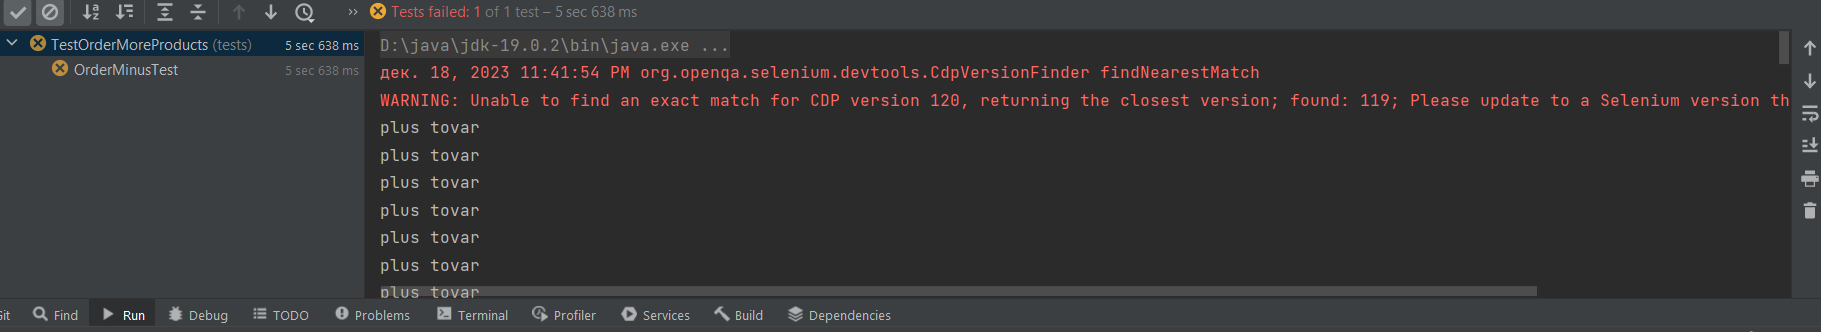 Tests failed: 1 of 1 test – 5 sec 638 ms
TestOrderMoreProducts (tests) 5 sec 638 ms
OrderMinusTest 5 sec 638 ms
D:\java\jdk-19.0.2\bin\java.exe ...
дек. 18, 2023 11:41:54 PM org.openqa.selenium.devtools.CdpVersionFinder findNearestMatch
WARNING: Unable to find an exact match for CDP version 120, returning the closest version; found: 119; Please update to a Selenium version th
plus tovar
plus tovar
plus tovar
plus tovar
plus tovar
plus tovar
plus tovar
Git Find Run Debug TODO Problems Terminal Profiler Services Build Dependencies